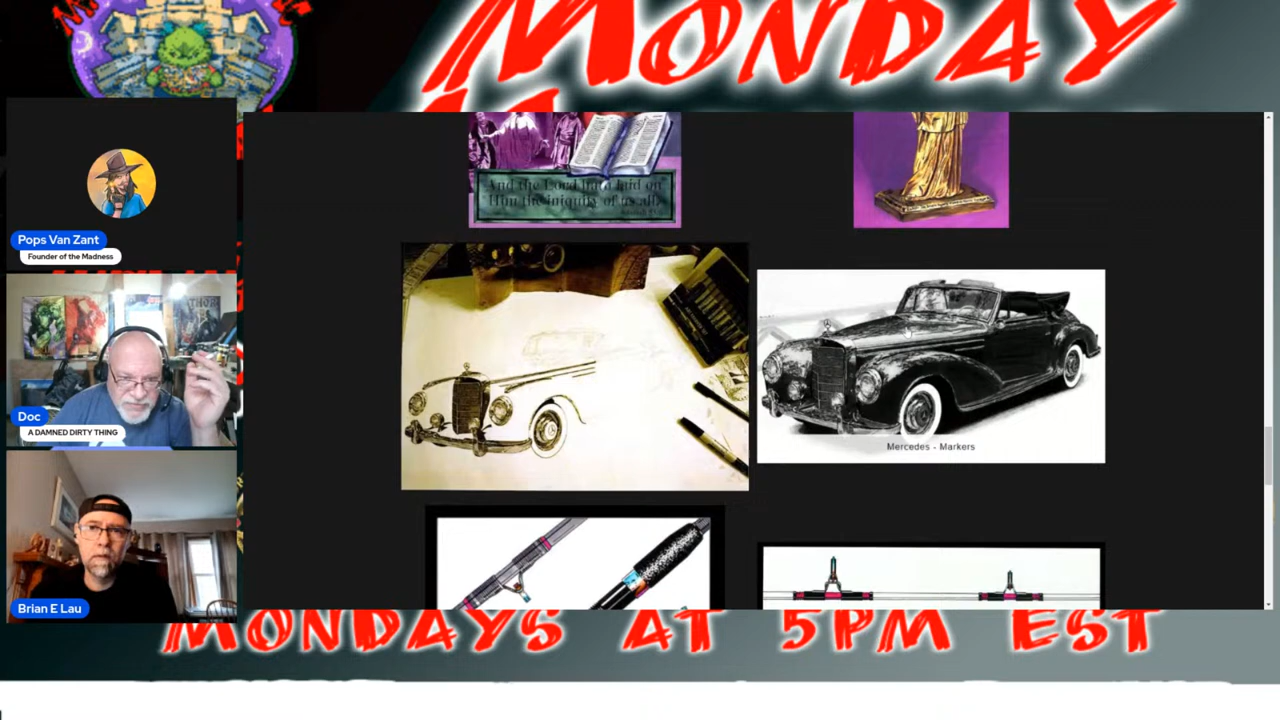 MONDAY
Pops Van Zant
Founder of the Madness
Doc
A DAMNED DIRTY THING
Brian E Lau
And the Lord hath laid on
Him the iniquity of us all.
THOR
Mercedes - Markers
MONDAYS AT 5PM EST